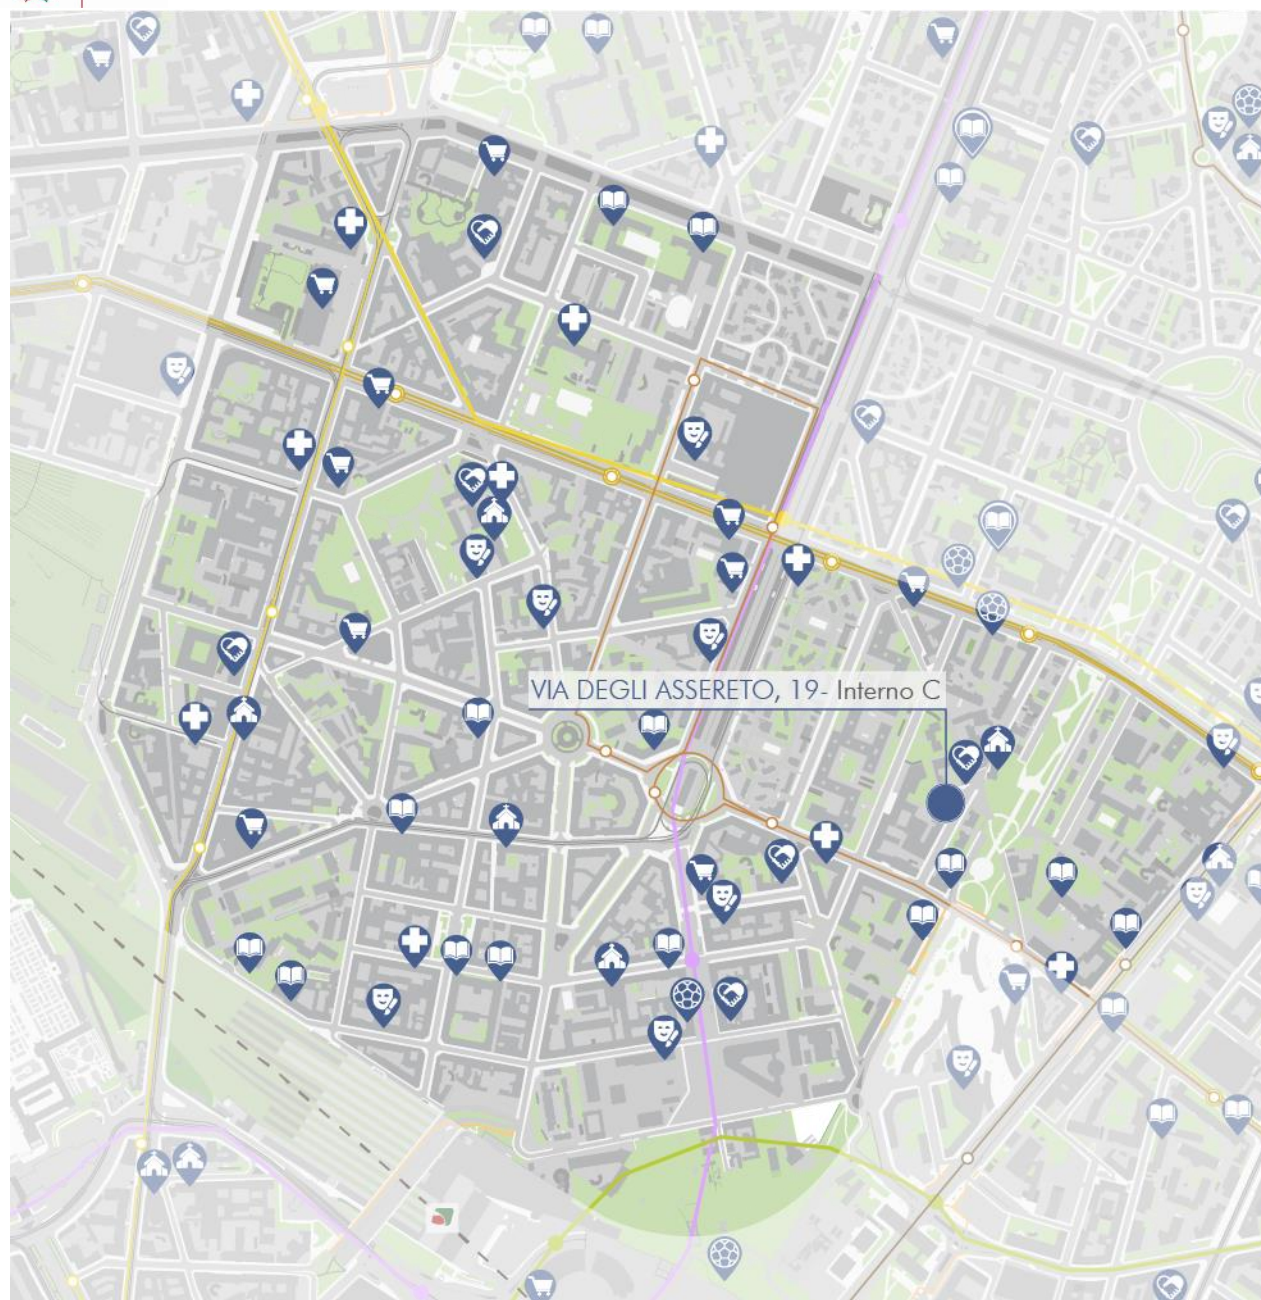 VIA DEGLI ASSERETO, 19- Interno C